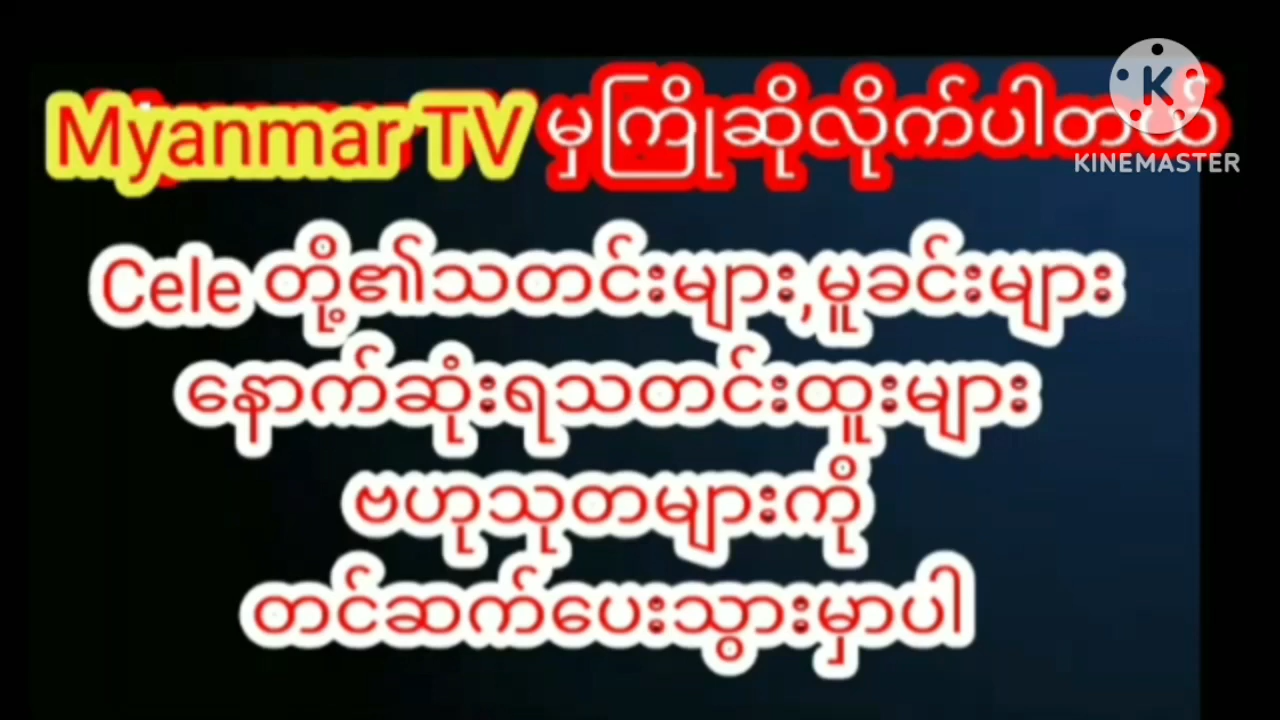 Myanmar TV မှကြိုဆိုလိုက်ပါတယ်
KINEMASTER
Cele တို့၏သတင်းများ,မူခင်းများ
နောက်ဆုံးရသတင်းထူးများ
ဗဟုသုတများကို
တင်ဆက်ပေးသွားမှာပါ